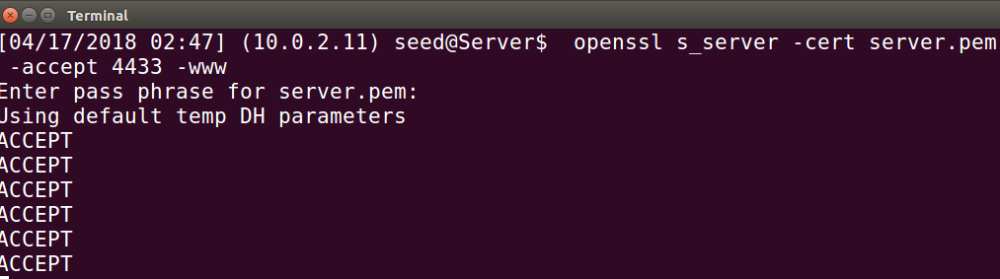 Terminal
[04/17/2018 02:47] (10.0.2.11) seed@Server$  openssl s_server -cert server.pem
 -accept 4433 -www
Enter pass phrase for server.pem:
Using default temp DH parameters
ACCEPT
ACCEPT
ACCEPT
ACCEPT
ACCEPT
ACCEPT